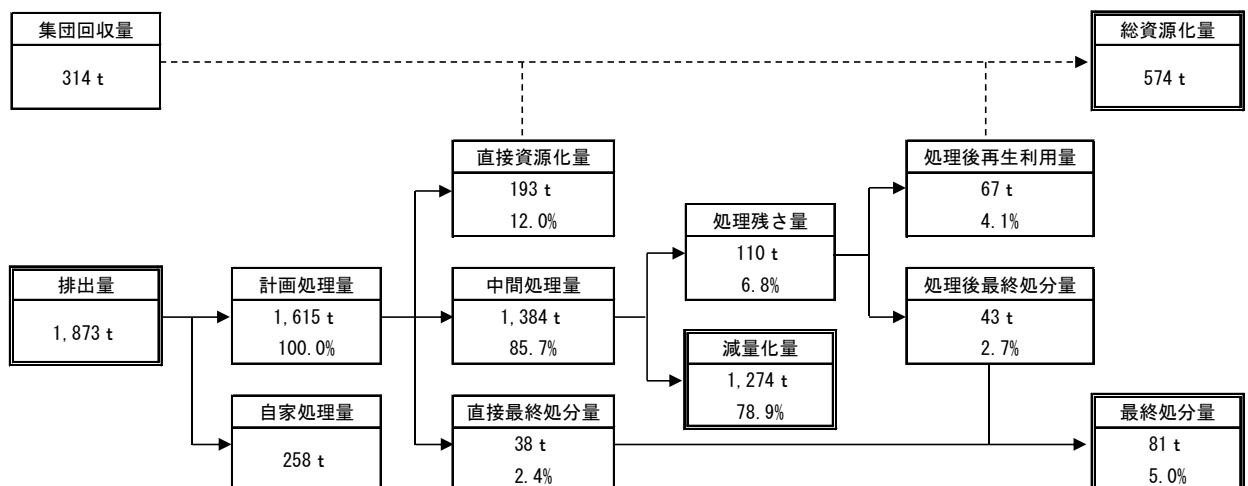 集団回収量
314 t
総資源化量
574 t
直接資源化量
193 t
12.0%
処理後再生利用量
67 t
4.1%
処理残さ量
110 t
6.8%
排出量
1,873 t
計画処理量
1,615 t
100.0%
中間処理量
1,384 t
85.7%
処理後最終処分量
43 t
2.7%
減量化量
1,274 t
78.9%
自家処理量
258 t
直接最終処分量
38 t
2.4%
最終処分量
81 t
5.0%